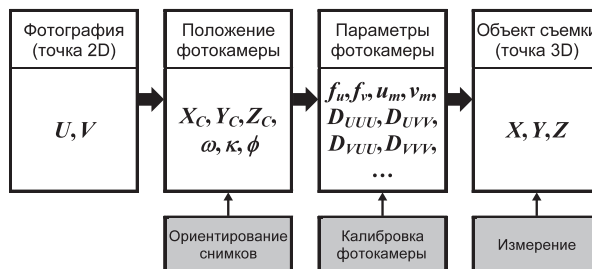 Фотография
(точка 2D)
U, V
Положение
фотокамеры
X_C, Y_C, Z_C,
ω, κ, ϕ
Параметры
фотокамеры
f_u, f_v, u_m, v_m,
D_UUU, D_UVV,
D_VUU, D_VVV,
...
Объект съемки
(точка 3D)
X, Y, Z
Ориентирование
снимков
Калибровка
фотокамеры
Измерение